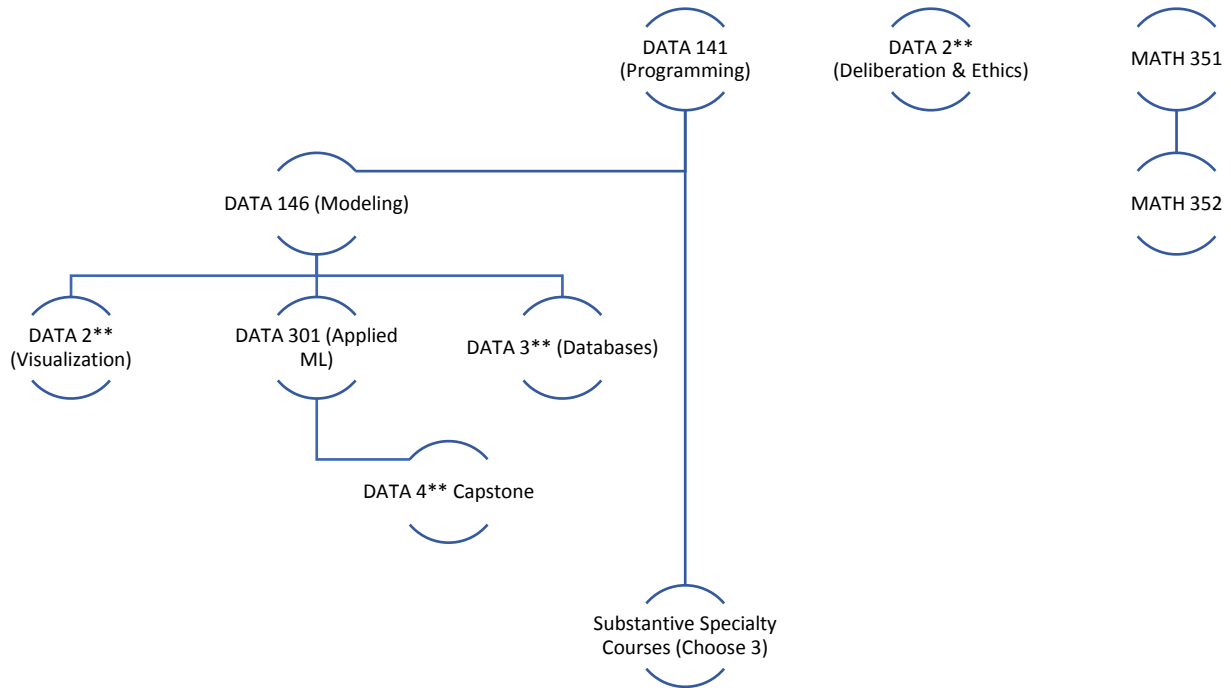 DATA 141
(Programming)
DATA 2**
(Deliberation & Ethics)
MATH 351
DATA 146 (Modeling)
MATH 352
DATA 2**
(Visualization)
DATA 301 (Applied
ML)
DATA 3** (Databases)
DATA 4** Capstone
Substantive Specialty
Courses (Choose 3)